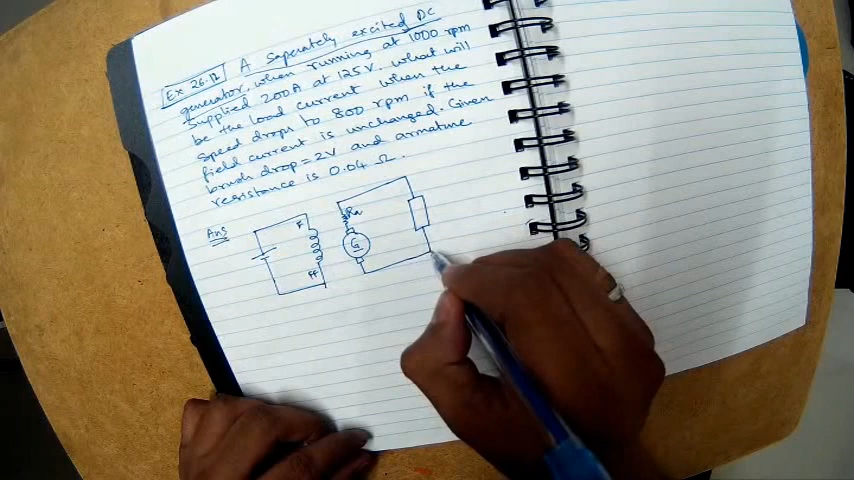 Ex 26.12 A seperately excited DC
generator, when running at 1000 rpm
supplied 200A at 125V. what will
be the load current when the
speed drops to 800 rpm if the
field current is unchanged. Given
brush drop = 2V and armature
resistance is 0.04 Ω.
Ans
F
Ra
G
FF